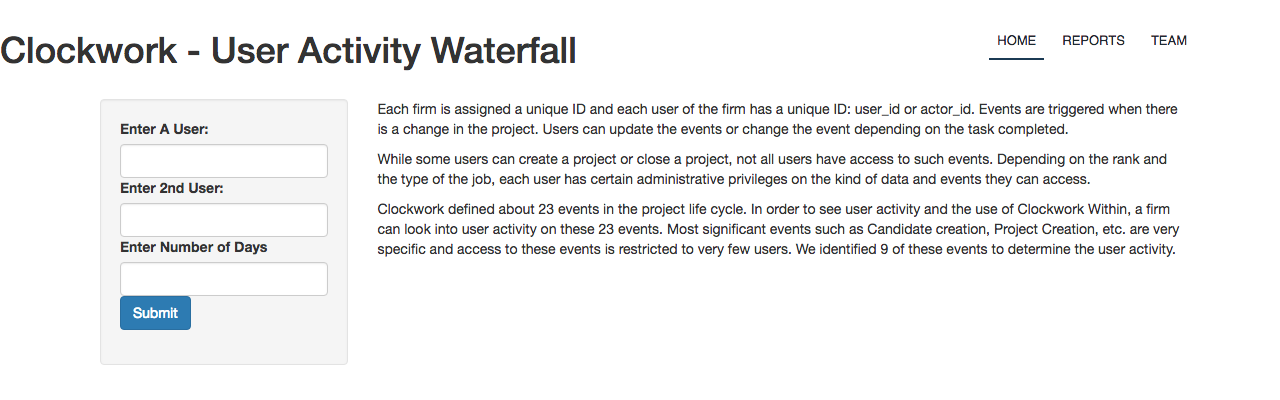 Clockwork - User Activity Waterfall
HOME REPORTS TEAM
Enter A User:
Enter 2nd User:
Enter Number of Days
Submit
Each firm is assigned a unique ID and each user of the firm has a unique ID: user_id or actor_id. Events are triggered when there
is a change in the project. Users can update the events or change the event depending on the task completed.
While some users can create a project or close a project, not all users have access to such events. Depending on the rank and
the type of the job, each user has certain administrative privileges on the kind of data and events they can access.
Clockwork defined about 23 events in the project life cycle. In order to see user activity and the use of Clockwork Within, a firm
can look into user activity on these 23 events. Most significant events such as Candidate creation, Project Creation, etc. are very
specific and access to these events is restricted to very few users. We identified 9 of these events to determine the user activity.